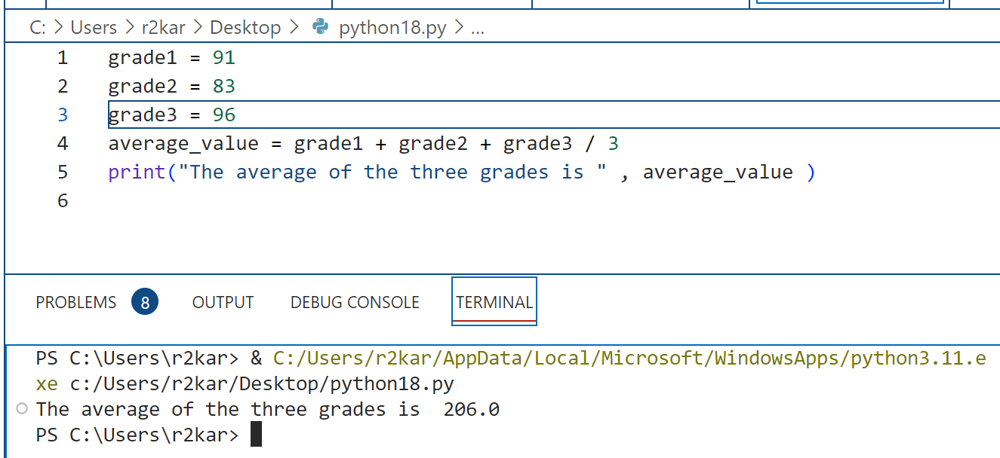 C: > Users > r2kar > Desktop > python18.py > ...
1 grade1 = 91
2 grade2 = 83
3 grade3 = 96
4 average_value = grade1 + grade2 + grade3 / 3
5 print("The average of the three grades is " , average_value )
6
PROBLEMS 8 OUTPUT DEBUG CONSOLE TERMINAL
PS C:\Users\r2kar> & C:/Users/r2kar/AppData/Local/Microsoft/WindowsApps/python3.11.e
xe c:/Users/r2kar/Desktop/python18.py
The average of the three grades is  206.0
PS C:\Users\r2kar>